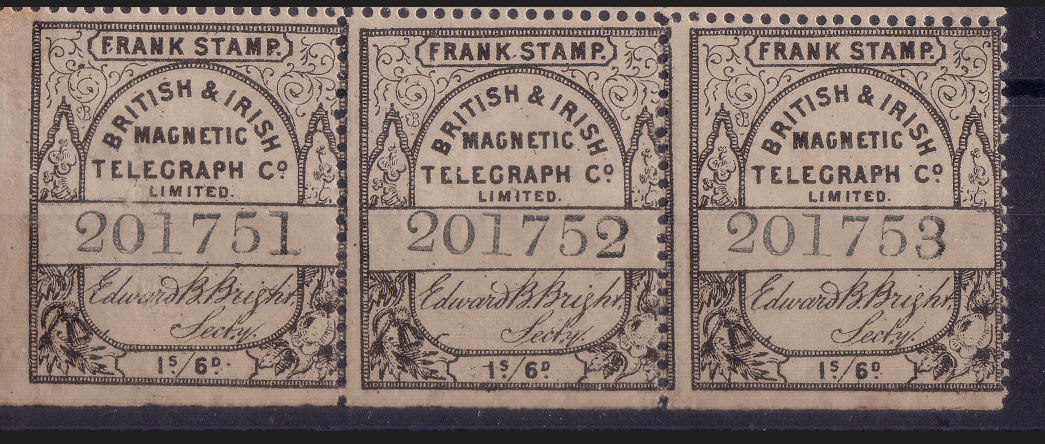 FRANK STAMP.
BRITISH & IRISH
MAGNETIC
TELEGRAPH Cº
LIMITED.
201751
Edward B. Bright,
Secty.
1ˢ/6ᴰ
FRANK STAMP.
BRITISH & IRISH
MAGNETIC
TELEGRAPH Cº
LIMITED.
201752
Edward B. Bright,
Secty.
1ˢ/6ᴰ
FRANK STAMP.
BRITISH & IRISH
MAGNETIC
TELEGRAPH Cº
LIMITED.
201753
Edward B. Bright,
Secty.
1ˢ/6ᴰ